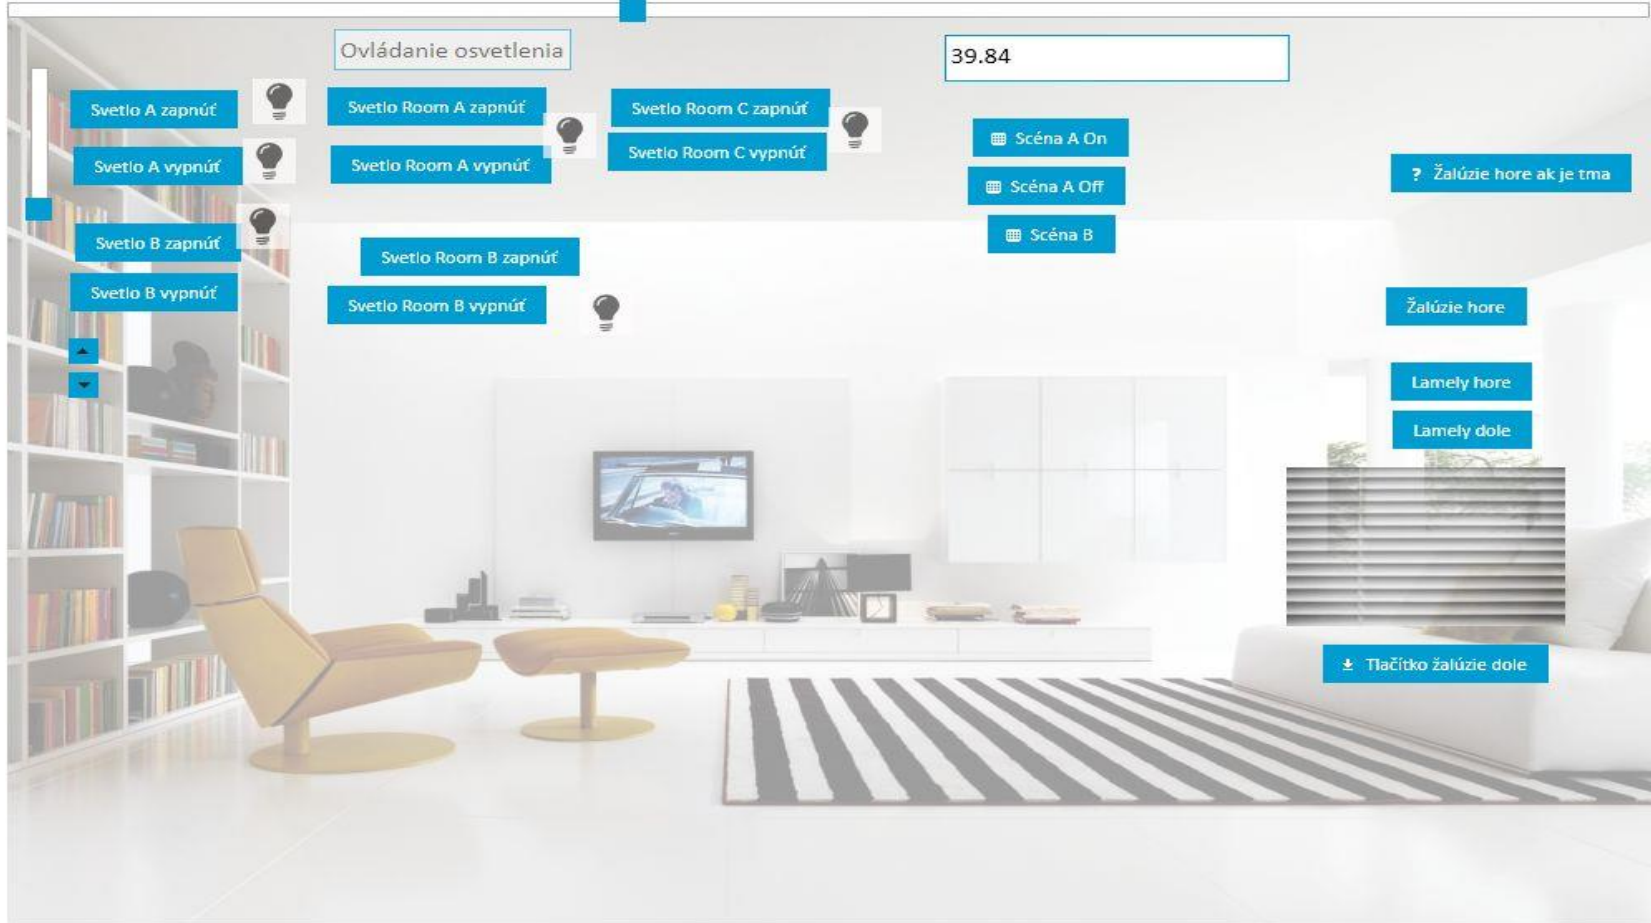 Ovládanie osvetlenia
39.84
Svetlo A zapnúť
Svetlo Room A zapnúť
Svetlo Room C zapnúť
Svetlo A vypnúť
Svetlo Room A vypnúť
Svetlo Room C vypnúť
Scéna A On
Scéna A Off
Scéna B
? Žalúzie hore ak je tma
Svetlo B zapnúť
Svetlo B vypnúť
Svetlo Room B zapnúť
Svetlo Room B vypnúť
Žalúzie hore
Lamely hore
Lamely dole
Tlačítko žalúzie dole